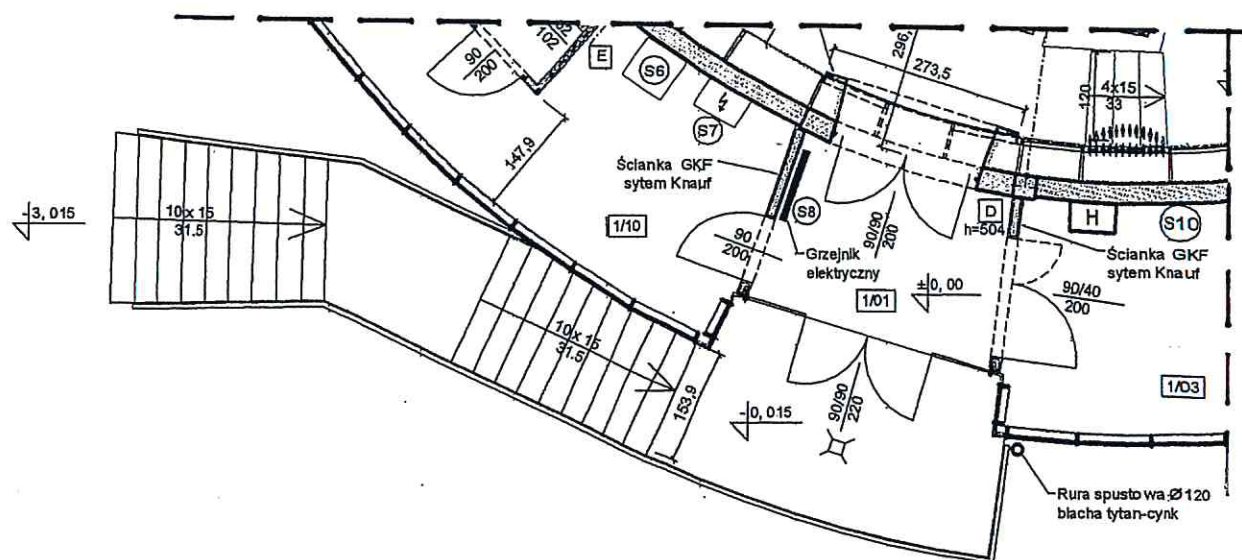 102
90
200
E
S6
S7
147,9
Ścianka GKF
sytem Knauf
273,5
296,
120
4x15
33
-3,015
10x15
31.5
1/10
90
200
S8
Grzejnik
elektryczny
90/90
200
D
h=504
H
S10
Ścianka GKF
sytem Knauf
1/01
±0,00
90/40
200
10x15
31.5
153,9
-0,015
90/90
220
1/D3
Rura spustowa Ø120
blacha tytan-cynk